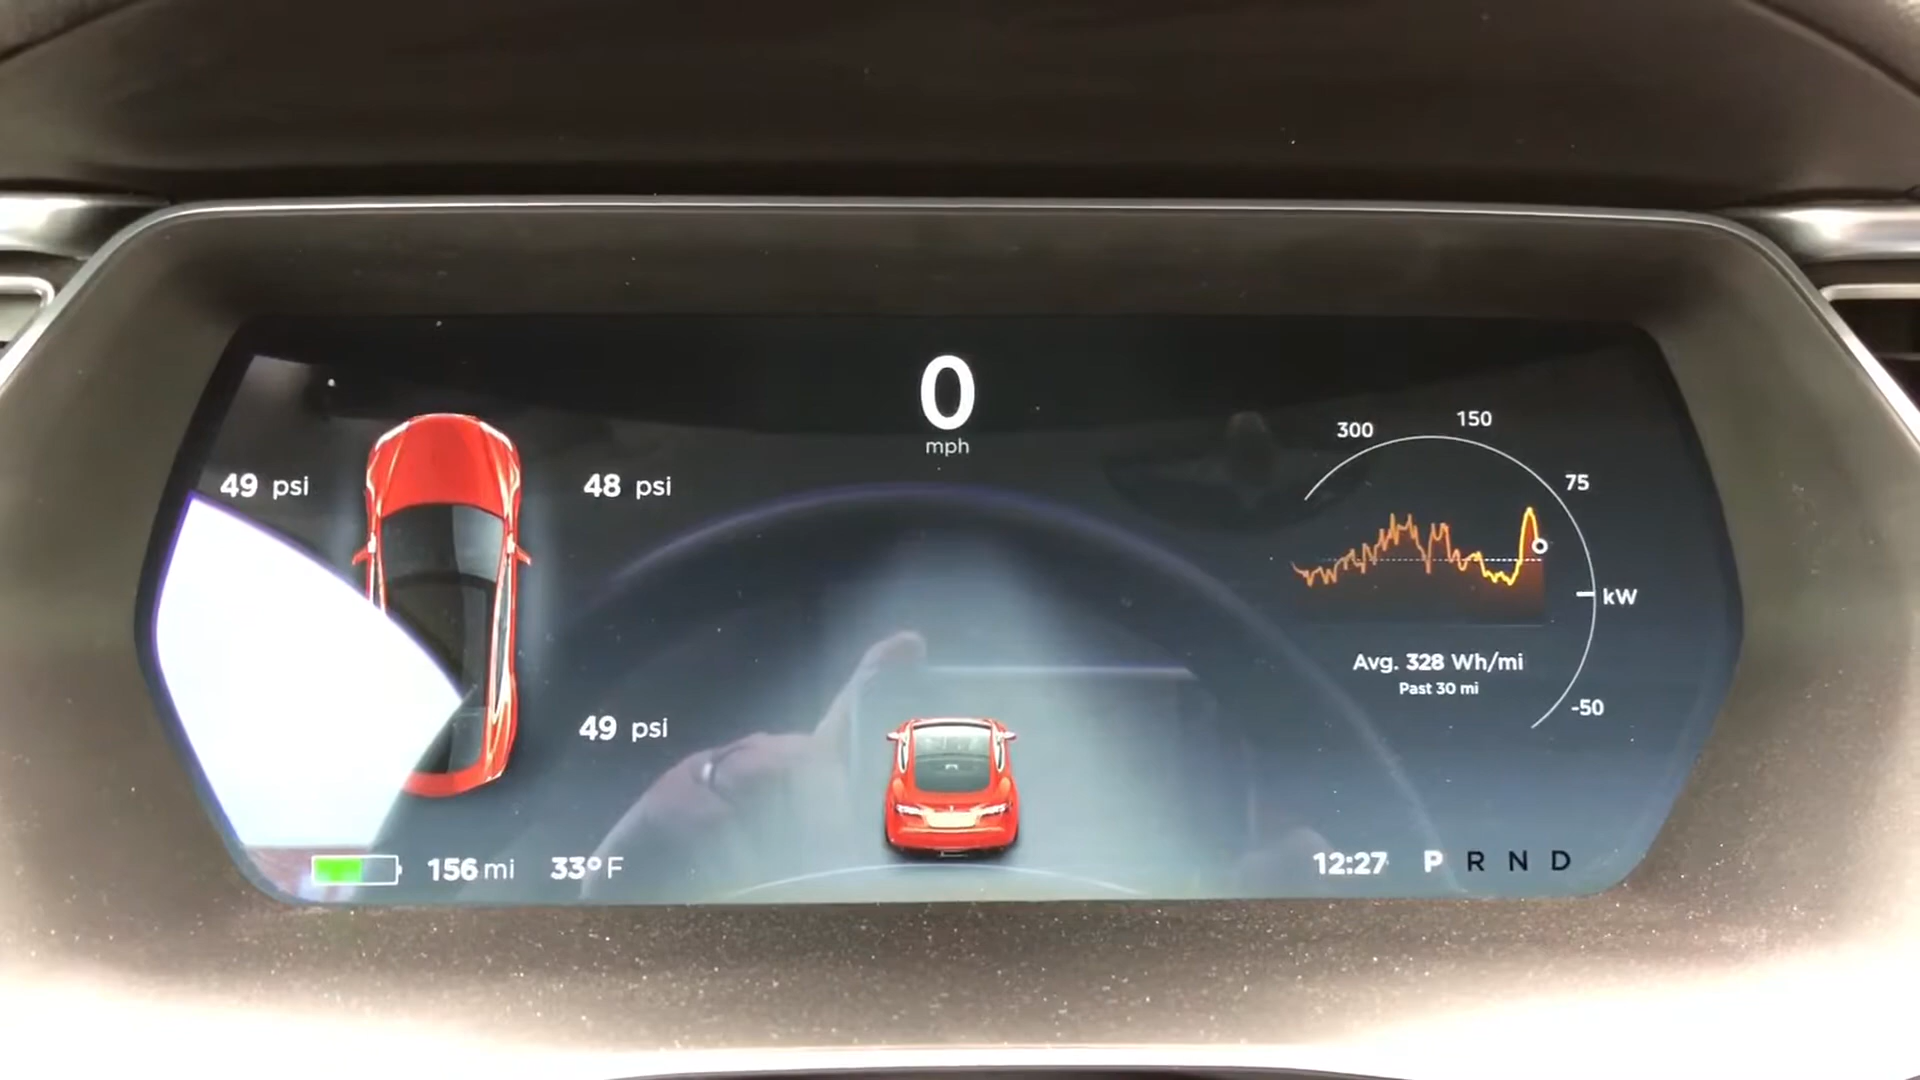 0
mph
49 psi
48 psi
49 psi
300
150
75
kW
-50
Avg. 328 Wh/mi
Past 30 mi
156 mi 33°F
12:27 P R N D